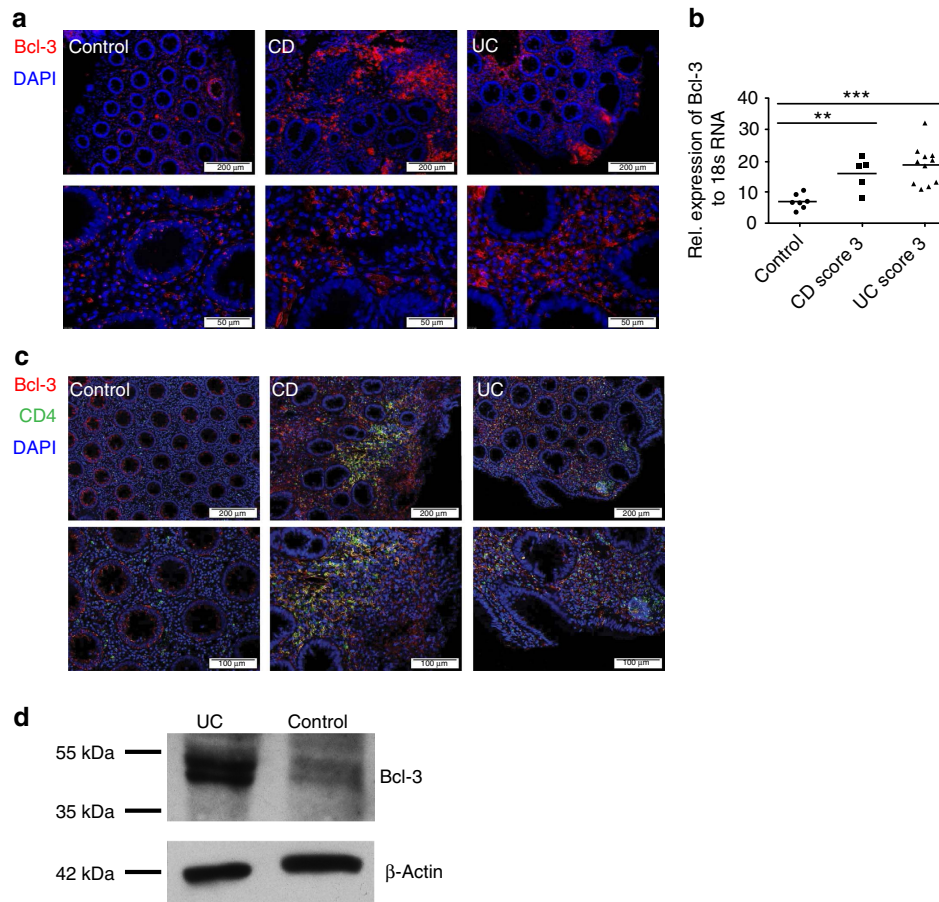 a
Bcl-3
DAPI
Control
CD
UC
200 μm
200 μm
200 μm
50 μm
50 μm
50 μm
b
Rel. expression of Bcl-3
to 18s RNA
40
30
20
10
0
***
**
Control
CD score 3
UC score 3
c
Bcl-3
CD4
DAPI
Control
CD
UC
200 μm
200 μm
200 μm
100 μm
100 μm
100 μm
d
UC
Control
55 kDa
Bcl-3
35 kDa
42 kDa
β-Actin